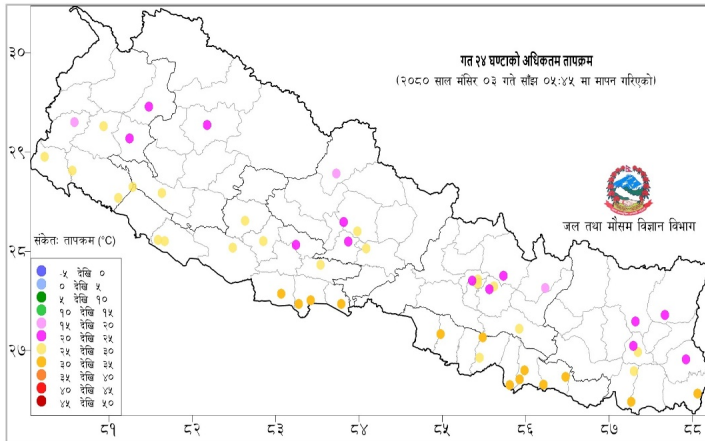 गत २४ घण्टाको अधिकतम तापक्रम
(२०८० साल मंसिर ०३ गते साँझ ०५:४५ मा मापन गरिएको)
३०
२९
२८
२७
जल तथा मौसम विज्ञान विभाग
संकेतः तापक्रम (°C)
-५ देखि ०
० देखि ५
५ देखि १०
१० देखि १५
१५ देखि २०
२० देखि २५
२५ देखि ३०
३० देखि ३५
३५ देखि ४०
४० देखि ४५
४५ देखि ५०
८१ ८२ ८३ ८४ ८५ ८६ ८७ ८८